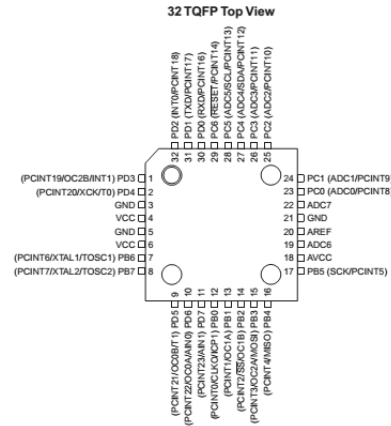 32 TQFP Top View
32 PD2 (INT0/PCINT18)
31 PD1 (TXD/PCINT17)
30 PD0 (RXD/PCINT16)
29 PC6 (RESET/PCINT14)
28 PC5 (ADC5/SCL/PCINT13)
27 PC4 (ADC4/SDA/PCINT12)
26 PC3 (ADC3/PCINT11)
25 PC2 (ADC2/PCINT10)
(PCINT19/OC2B/INT1) PD3 1
(PCINT20/XCK/T0) PD4 2
GND 3
VCC 4
GND 5
VCC 6
(PCINT6/XTAL1/TOSC1) PB6 7
(PCINT7/XTAL2/TOSC2) PB7 8
24 PC1 (ADC1/PCINT9)
23 PC0 (ADC0/PCINT8)
22 ADC7
21 GND
20 AREF
19 ADC6
18 AVCC
17 PB5 (SCK/PCINT5)
(PCINT21/OC0B/T1) PD5 9
(PCINT22/OC0A/AIN0) PD6 10
(PCINT23/AIN1) PD7 11
(PCINT0/CLKO/ICP1) PB0 12
(PCINT1/OC1A) PB1 13
(PCINT2/SS/OC1B) PB2 14
(PCINT3/OC2A/MOSI) PB3 15
(PCINT4/MISO) PB4 16